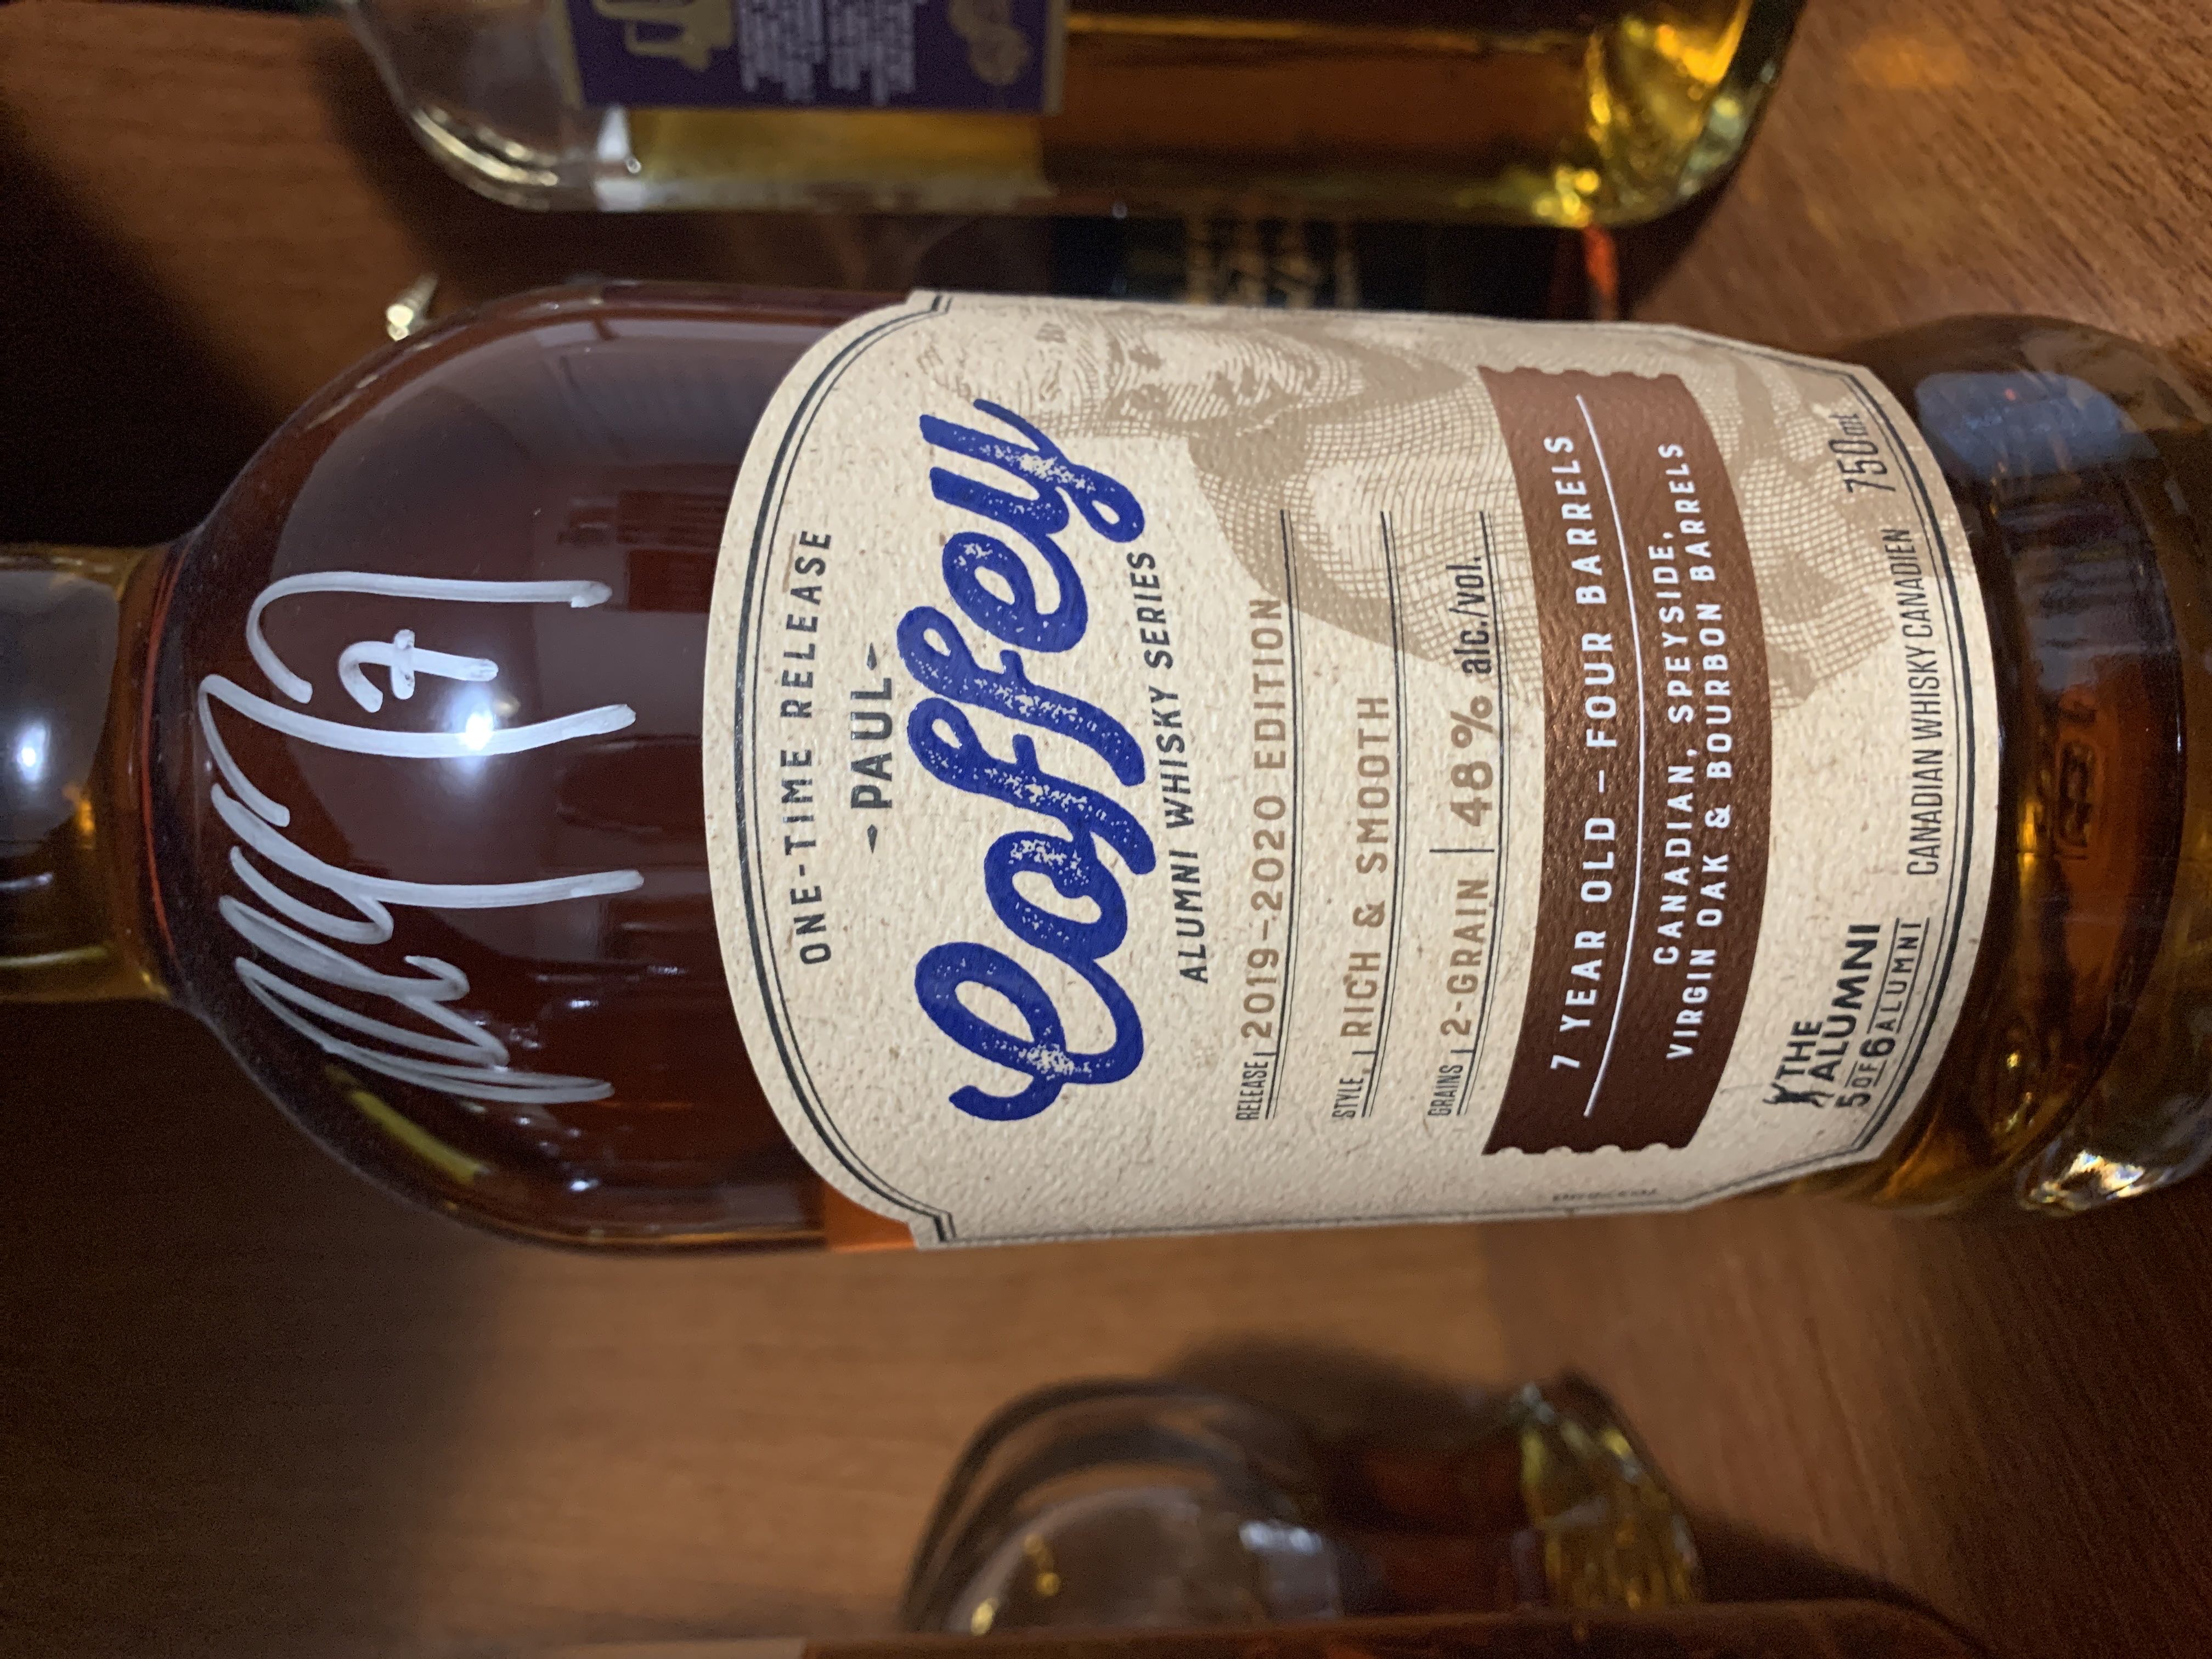 7
ONE-TIME RELEASE
-PAUL-
Coffey
ALUMNI WHISKY SERIES
RELEASE | 2019-2020 EDITION
STYLE | RICH & SMOOTH
GRAINS | 2-GRAIN | 48% alc./vol.
7 YEAR OLD – FOUR BARRELS
CANADIAN, SPEYSIDE,
VIRGIN OAK & BOURBON BARRELS
THE
ALUMNI
5 OF 6 ALUMNI
CANADIAN WHISKY CANADIEN 750ml